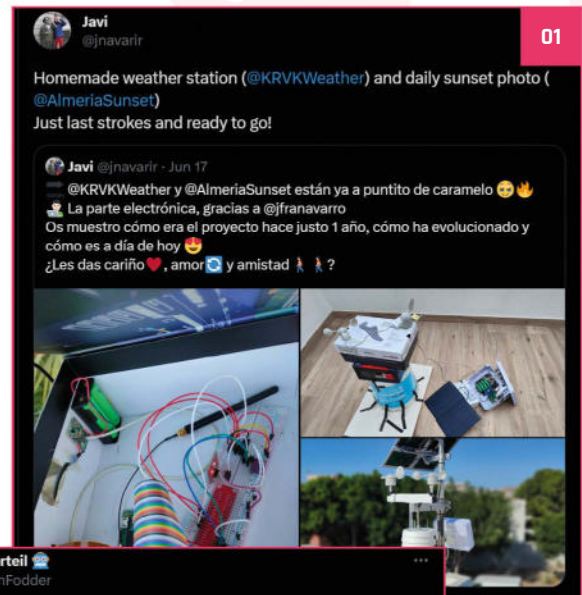 Javi
@jnavarir
01
Homemade weather station (@KRVKWeather) and daily sunset photo (
@AlmeriaSunset)
Just last strokes and ready to go!
Javi @jnavarir · Jun 17
@KRVKWeather y @AlmeriaSunset están ya a puntito de caramelo 🥹🔥
👨🏻‍🔬 La parte electrónica, gracias a @jfranavarro
Os muestro cómo era el proyecto hace justo 1 año, cómo ha evolucionado y
cómo es a día de hoy 😍
¿Les das cariño❤️, amor🔄 y amistad 🚶 🚶?
rteil
nFodder